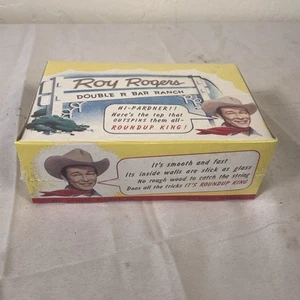 Roy Rogers
DOUBLE R BAR RANCH
HI-PARDNER!!
Here's the top that
OUTSPINS them all-
ROUNDUP KING!
It's smooth and fast
Its inside walls are slick as glass
No rough wood to catch the string
Does all the tricks IT'S ROUNDUP KING